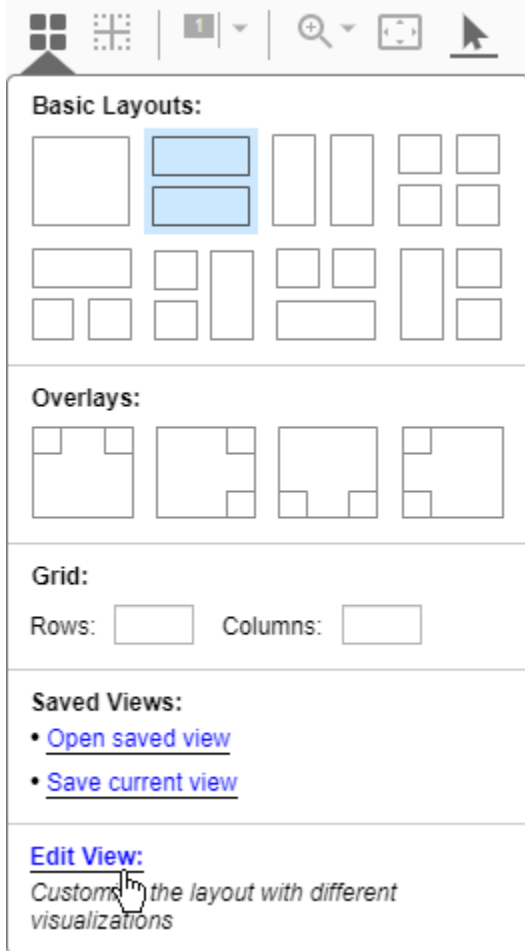 1
Basic Layouts:
Overlays:
Grid:
Rows: Columns:
Saved Views:
• Open saved view
• Save current view
Edit View:
the layout with different
visualizations